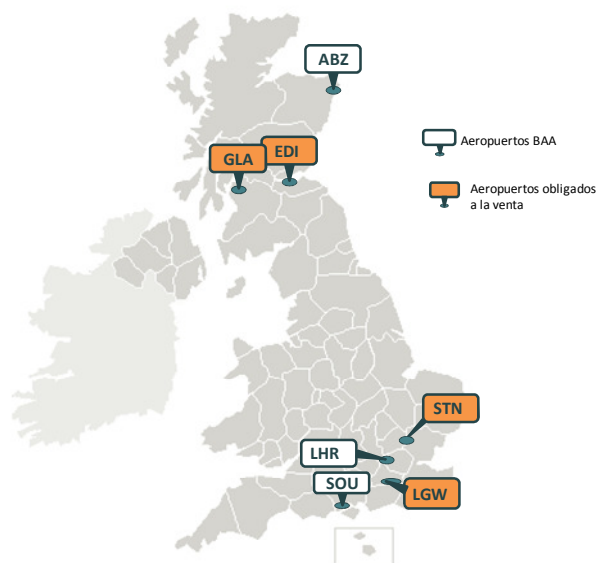 ABZ
Aeropuertos BAA
EDI
GLA
Aeropuertos obligados
a la venta
STN
LHR
SOU
LGW